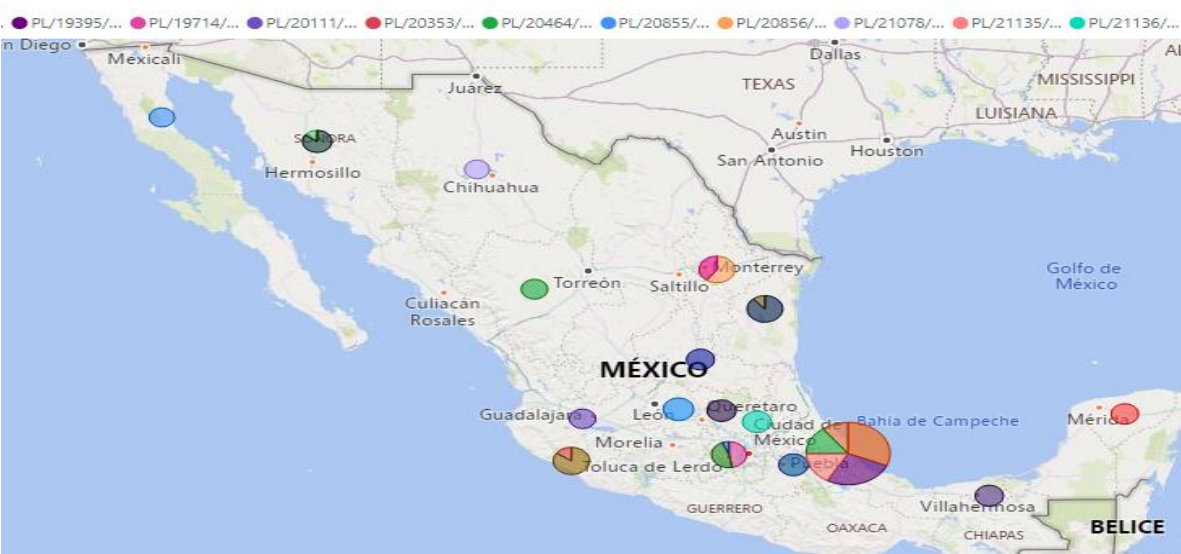 PL/19395/... PL/19714/... PL/20111/... PL/20353/... PL/20464/... PL/20855/... PL/20856/... PL/21078/... PL/21135/... PL/21136/...
n Diego
Mexicali
Dallas
AL
Juárez
TEXAS
MISSISSIPPI
LUISIANA
SONORA
Austin
Hermosillo
San Antonio
Houston
Chihuahua
Monterrey
Torreón
Saltillo
Golfo de
México
Culiacán
Rosales
MÉXICO
Guadalajara
León
Querétaro
Bahía de Campeche
Mérida
Ciudad de
México
Morelia
Toluca de Lerdo
Puebla
GUERRERO
Villahermosa
OAXACA
CHIAPAS
BELICE